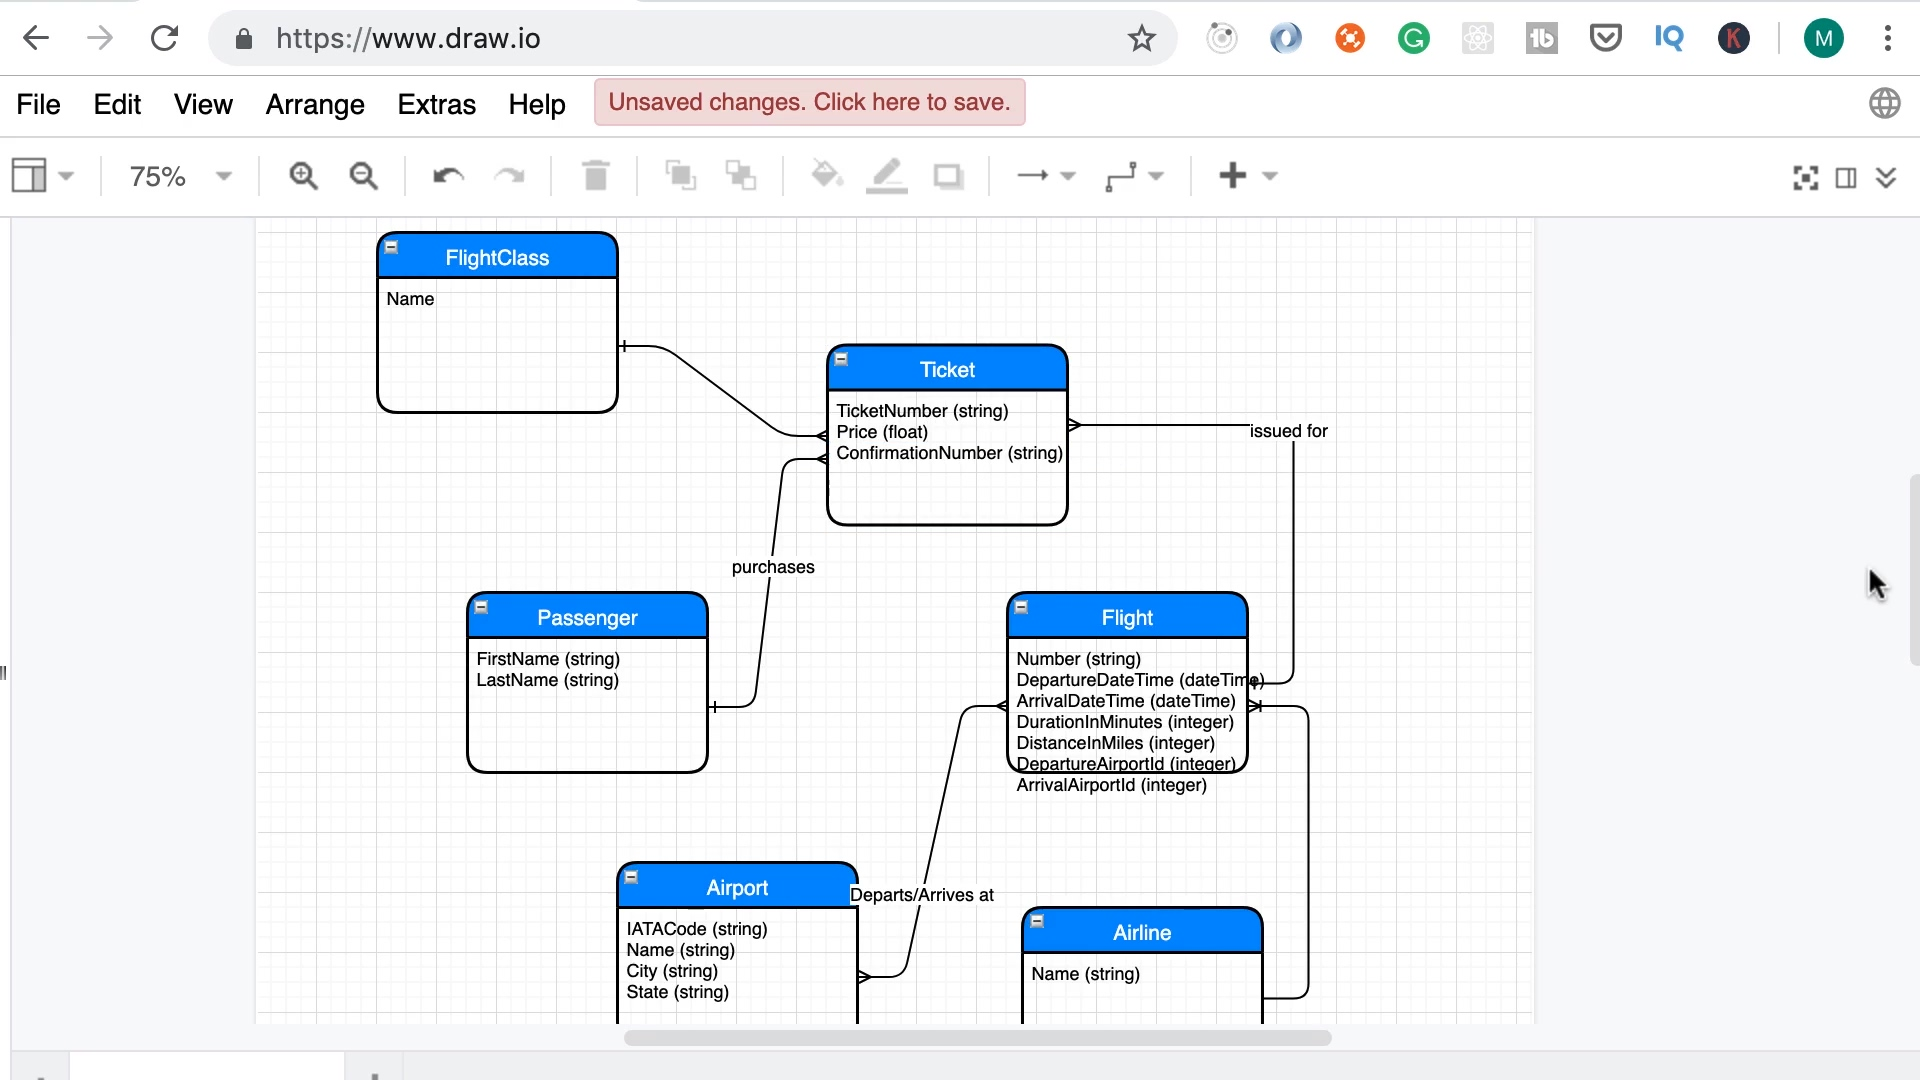 https://www.draw.io
G
tb
IQ
K
M
File Edit View Arrange Extras Help Unsaved changes. Click here to save.
75%
FlightClass
Name
Ticket
TicketNumber (string)
Price (float)
ConfirmationNumber (string)
issued for
purchases
Passenger
FirstName (string)
LastName (string)
Flight
Number (string)
DepartureDateTime (dateTime)
ArrivalDateTime (dateTime)
DurationInMinutes (integer)
DistanceInMiles (integer)
DepartureAirportId (integer)
ArrivalAirportId (integer)
Airport
Departs/Arrives at
IATACode (string)
Name (string)
City (string)
State (string)
Airline
Name (string)